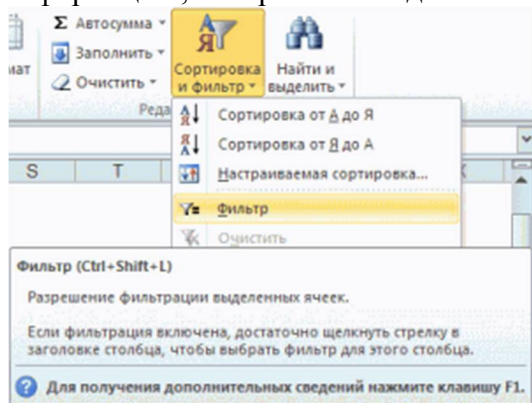 Σ Автосумма
Заполнить
мат
Очистить
Сортировка и фильтр
Найти и выделить
Реда
Сортировка от А до Я
Сортировка от Я до А
S T
Настраиваемая сортировка...
Фильтр
Очистить
Фильтр (Ctrl+Shift+L)
Разрешение фильтрации выделенных ячеек.
Если фильтрация включена, достаточно щелкнуть стрелку в
заголовке столбца, чтобы выбрать фильтр для этого столбца.
Для получения дополнительных сведений нажмите клавишу F1.